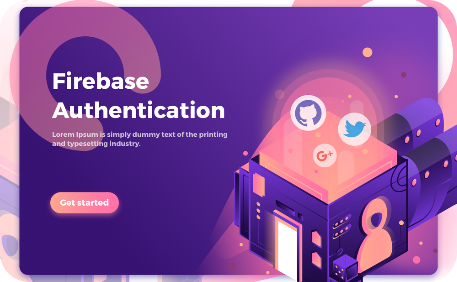 Firebase
Authentication
Lorem Ipsum is simply dummy text of the printing
and typesetting industry.
G+
Get started